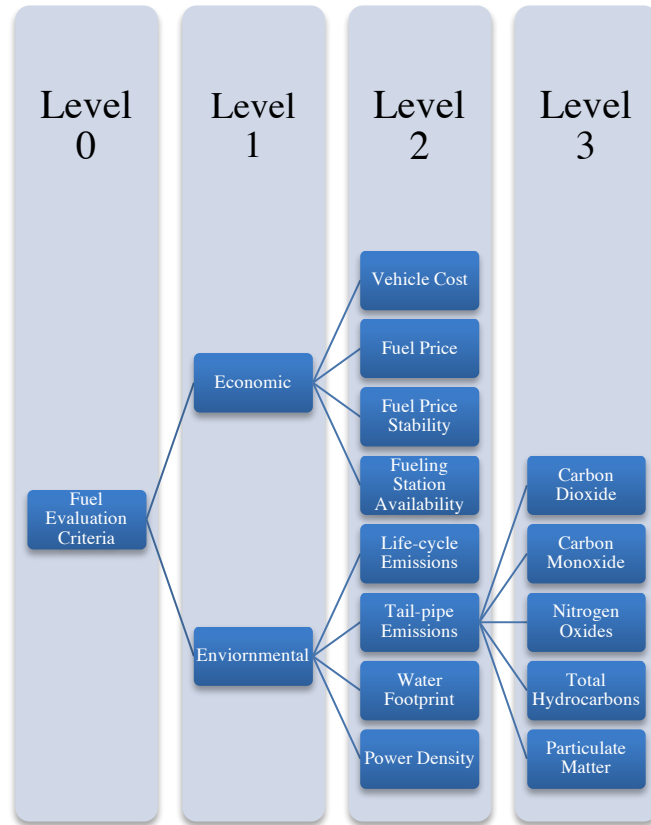 Level
0
Level
1
Level
2
Level
3
Fuel
Evaluation
Criteria
Economic
Enviornmental
Vehicle Cost
Fuel Price
Fuel Price
Stability
Fueling
Station
Availability
Life-cycle
Emissions
Tail-pipe
Emissions
Water
Footprint
Power Density
Carbon
Dioxide
Carbon
Monoxide
Nitrogen
Oxides
Total
Hydrocarbons
Particulate
Matter